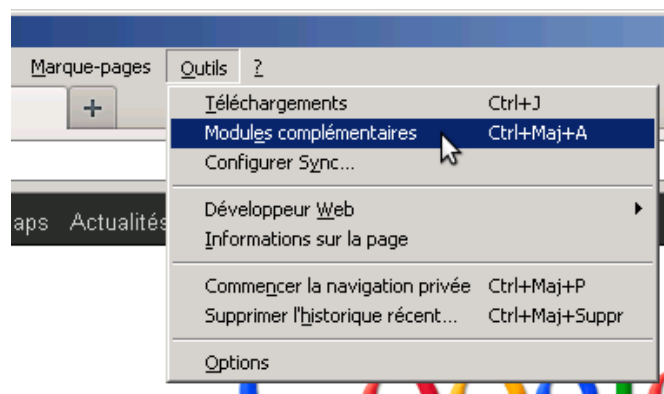 Marque-pages Outils ?
+
Téléchargements Ctrl+J
Modules complémentaires Ctrl+Maj+A
Configurer Sync...
Développeur Web
aps Actualités
Informations sur la page
Commencer la navigation privée Ctrl+Maj+P
Supprimer l'historique récent... Ctrl+Maj+Suppr
Options